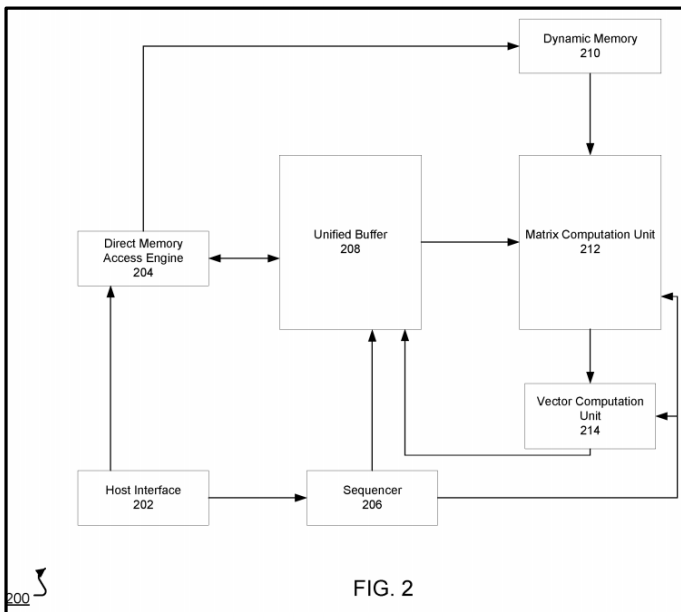 Dynamic Memory
210
Unified Buffer
208
Matrix Computation Unit
212
Direct Memory
Access Engine
204
Vector Computation
Unit
214
Host Interface
202
Sequencer
206
200
FIG. 2